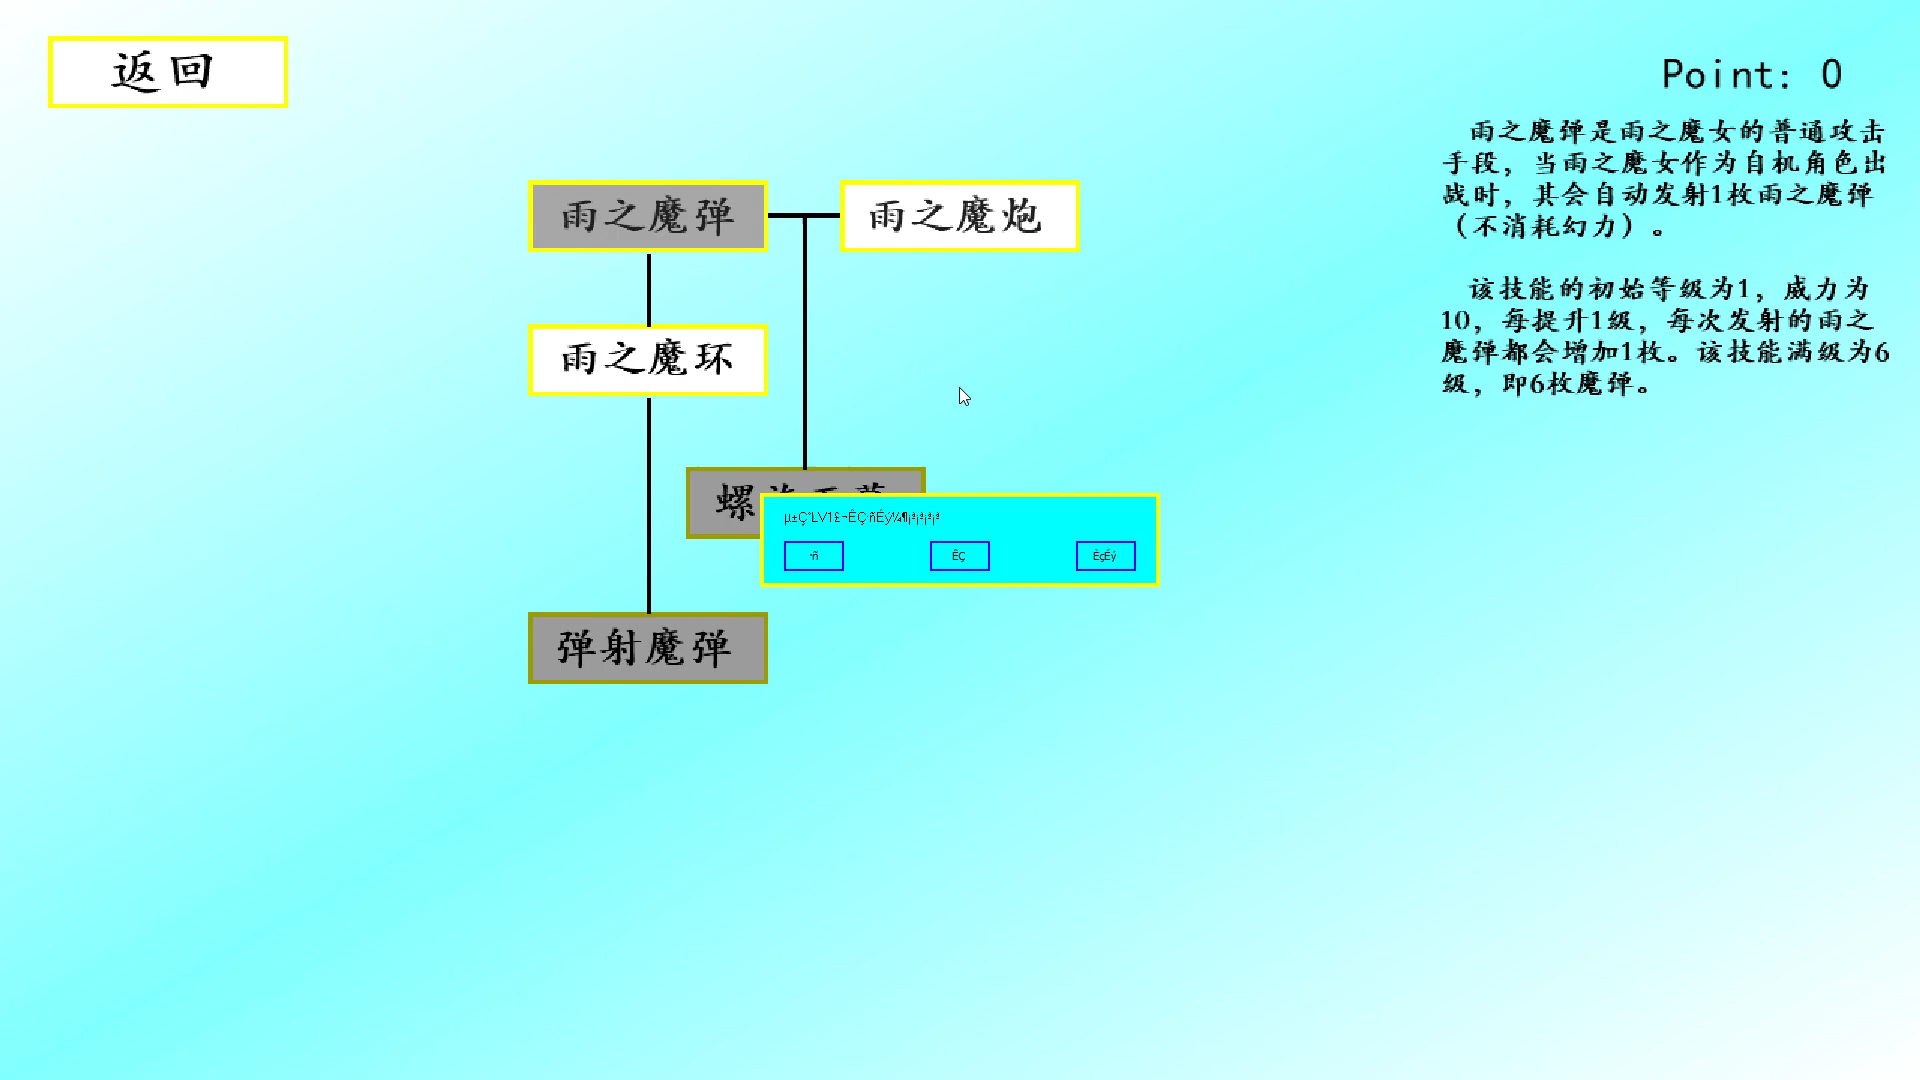 返回
Point: 0
雨之魔弹是雨之魔女的普通攻击
手段，当雨之魔女作为自机角色出
战时，其会自动发射1枚雨之魔弹
（不消耗幻力）。
该技能的初始等级为1，威力为
10，每提升1级，每次发射的雨之
魔弹都会增加1枚。该技能满级为6
级，即6枚魔弹。
雨之魔弹
雨之魔炮
雨之魔环
螺
µ±Ç°LV1£¬ÊÇ·ñÉý¼¶¡ª¡ª¡ª¡ª
·ñ
ÊÇ
ÈçÉý
弹射魔弹